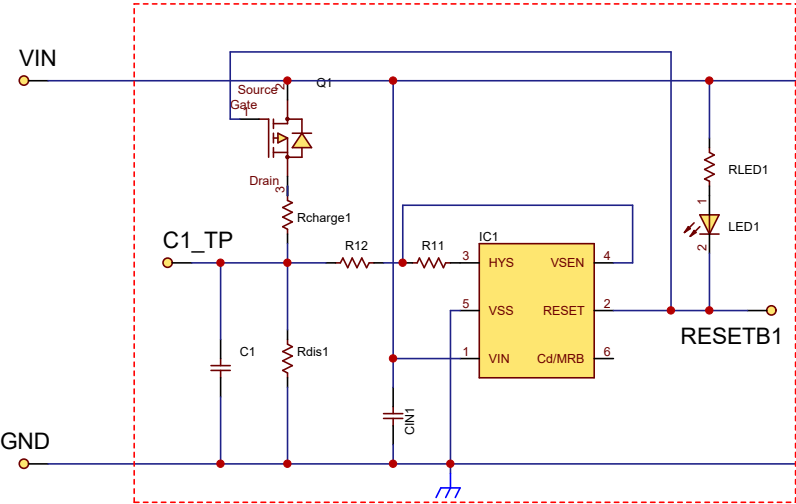 VIN
Source
2
Q1
Gate
1
Drain
3
Rcharge1
RLED1
1
LED1
2
C1_TP
R12
R11
IC1
3
HYS
VSEN
4
5
VSS
RESET
2
RESETB1
1
VIN
Cd/MRB
6
C1
Rdis1
CIN1
GND